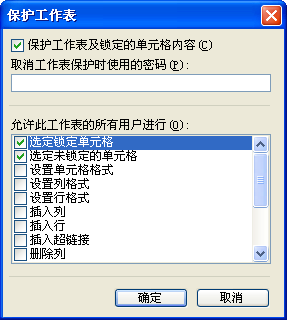 保护工作表
保护工作表及锁定的单元格内容(C)
取消工作表保护时使用的密码(P):
允许此工作表的所有用户进行(O):
选定锁定单元格
选定未锁定的单元格
设置单元格格式
设置列格式
设置行格式
插入列
插入行
插入超链接
删除列
确定 取消